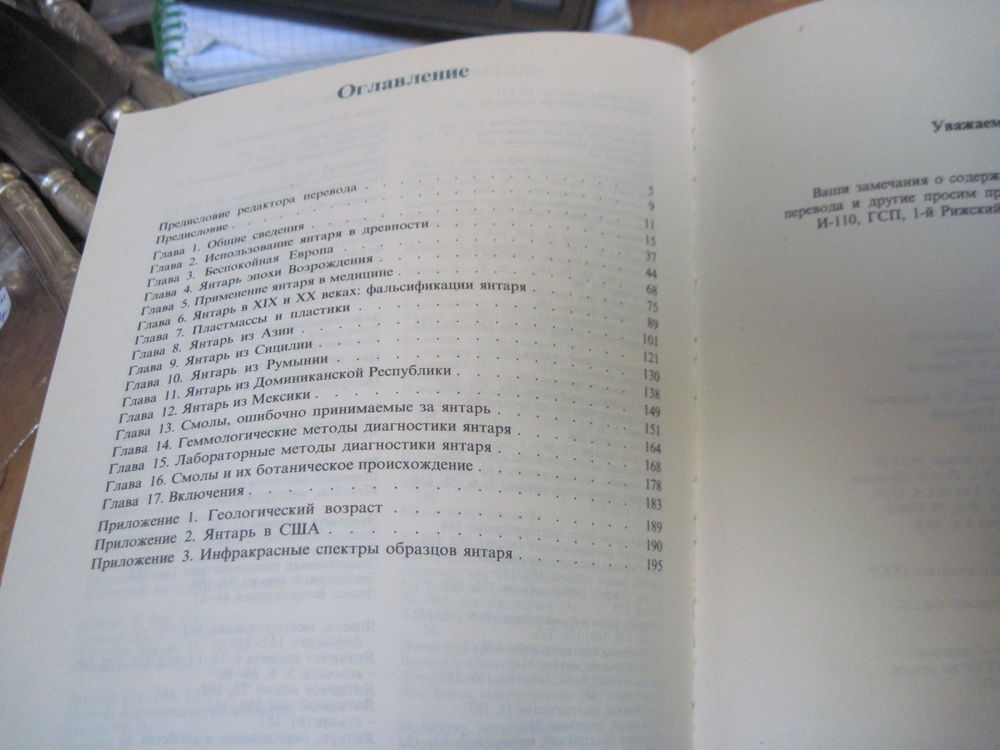 Оглавление
Предисловие редактора перевода . . . . . . . . . . 5
Предисловие . . . . . . . . . . 9
Глава 1. Общие сведения . . . . . . . . . . 11
Глава 2. Использование янтаря в древности . . . . . . . . . . 15
Глава 3. Беспокойная Европа . . . . . . . . . . 37
Глава 4. Янтарь эпохи Возрождения . . . . . . . . . . 44
Глава 5. Применение янтаря в медицине . . . . . . . . . . 68
Глава 6. Янтарь в XIX и XX веках: фальсификации янтаря . . . . . . 75
Глава 7. Пластмассы и пластики . . . . . . . . . . 89
Глава 8. Янтарь из Азии . . . . . . . . . . 101
Глава 9. Янтарь из Сицилии . . . . . . . . . . 121
Глава 10. Янтарь из Румынии . . . . . . . . . . 130
Глава 11. Янтарь из Доминиканской Республики . . . . . . . . 138
Глава 12. Янтарь из Мексики . . . . . . . . . . 149
Глава 13. Смолы, ошибочно принимаемые за янтарь . . . . . . . 151
Глава 14. Геммологические методы диагностики янтаря . . . . . . 164
Глава 15. Лабораторные методы диагностики янтаря . . . . . . . 168
Глава 16. Смолы и их ботаническое происхождение . . . . . . . 178
Глава 17. Включения . . . . . . . . . . 183
Приложение 1. Геологический возраст . . . . . . . . . . 189
Приложение 2. Янтарь в США . . . . . . . . . . 190
Приложение 3. Инфракрасные спектры образцов янтаря . . . . . . 195
Уважаем
Ваши замечания о содерж
перевода и другие просим пр
И-110, ГСП, 1-й Рижский